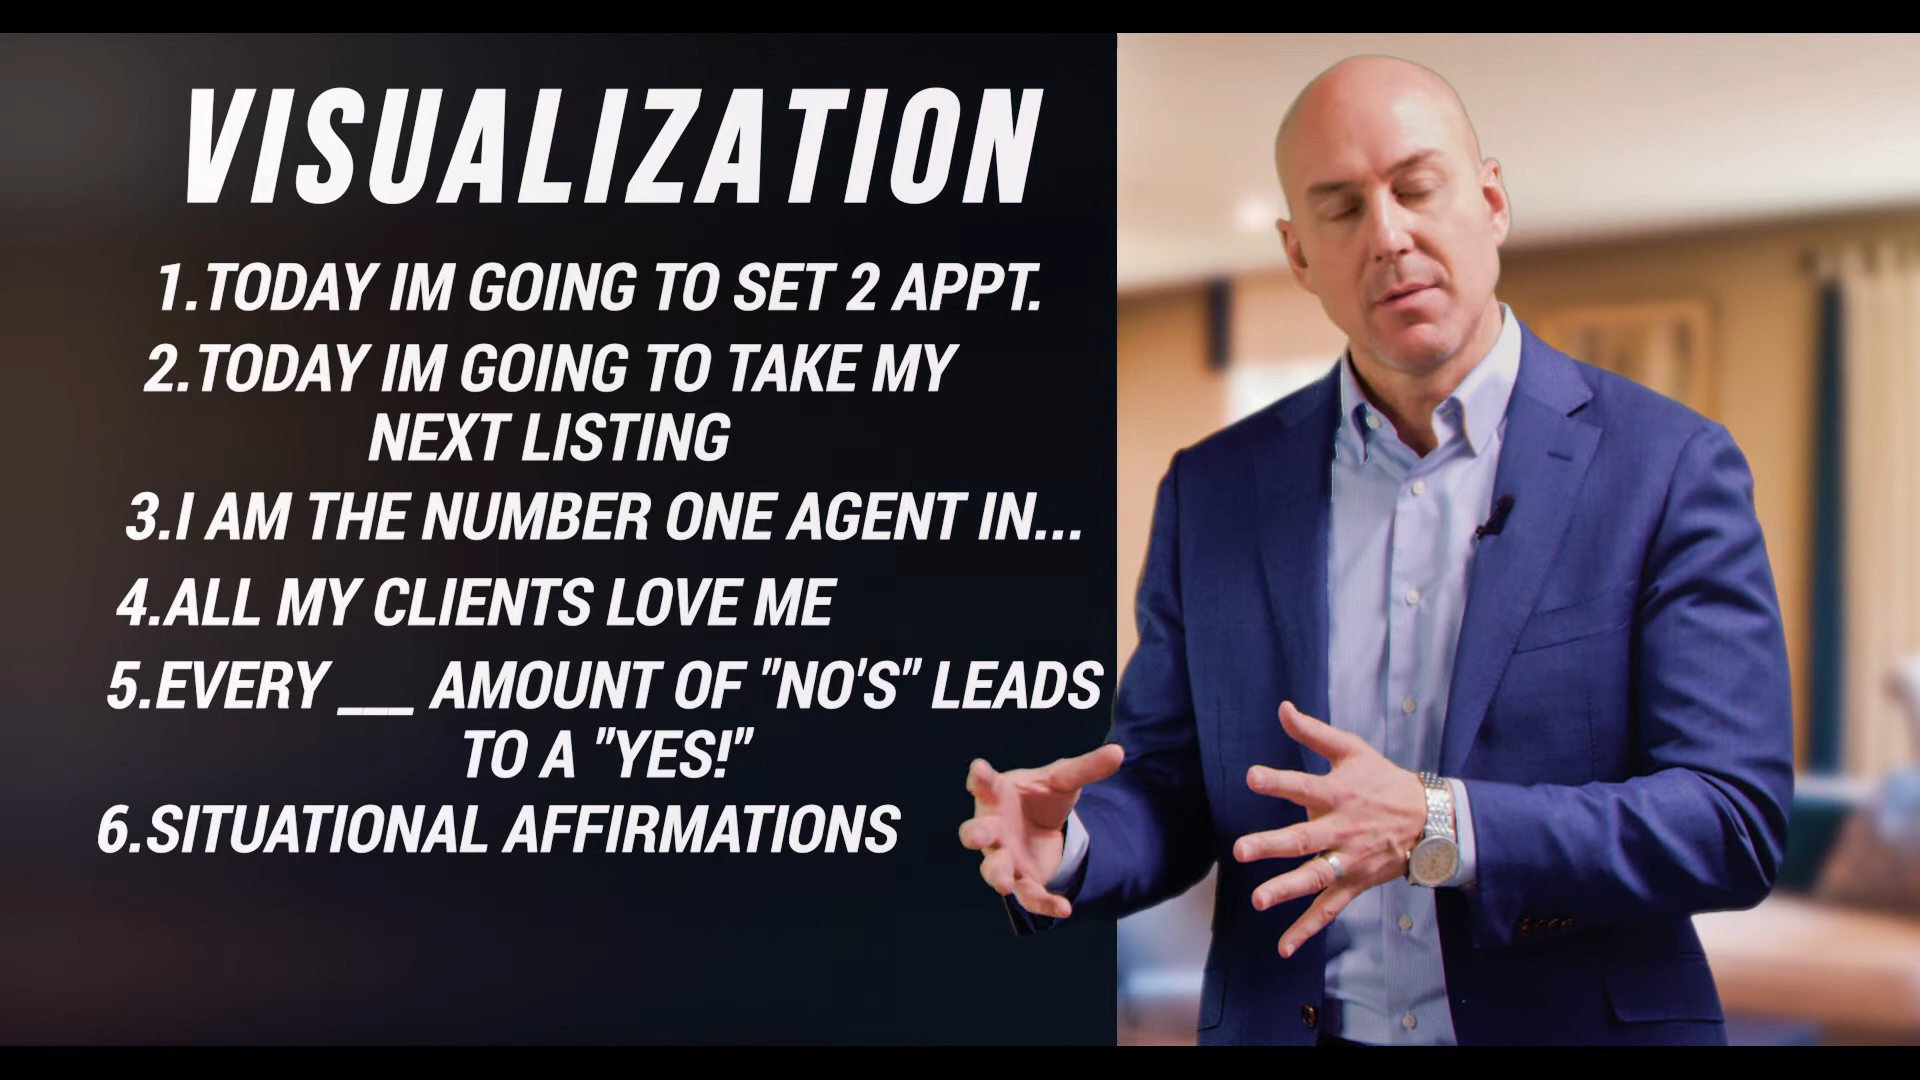 VISUALIZATION
1.TODAY IM GOING TO SET 2 APPT.
2.TODAY IM GOING TO TAKE MY
NEXT LISTING
3.I AM THE NUMBER ONE AGENT IN...
4.ALL MY CLIENTS LOVE ME
5.EVERY ___ AMOUNT OF "NO'S" LEADS
TO A "YES!"
6.SITUATIONAL AFFIRMATIONS